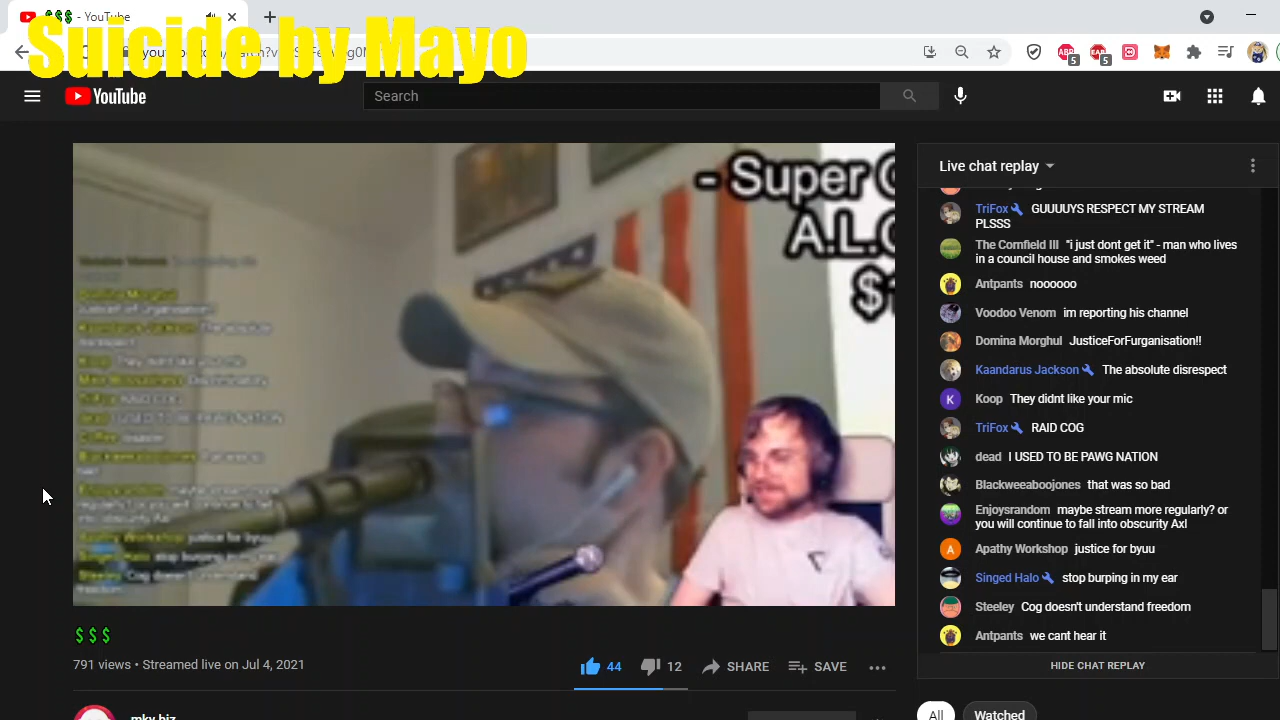 $$$ - YouTube
Suicide by Mayo
5
5
YouTube
Search
- Super
A.L.
$1
Live chat replay
TriFox GUUUUYS RESPECT MY STREAM
PLSSS
The Cornfield III "i just dont get it" - man who lives
in a council house and smokes weed
Antpants noooooo
Voodoo Venom im reporting his channel
Domina Morghul JusticeForFurganisation!!
Kaandarus Jackson The absolute disrespect
Koop They didnt like your mic
TriFox RAID COG
dead I USED TO BE PAWG NATION
Blackweeaboojones that was so bad
Enjoysrandom maybe stream more regularly? or
you will continue to fall into obscurity Axl
Apathy Workshop justice for byuu
Singed Halo stop burping in my ear
Steeley Cog doesn't understand freedom
Antpants we cant hear it
HIDE CHAT REPLAY
$$$
791 views • Streamed live on Jul 4, 2021
44
12
SHARE
SAVE
mky biz
All
Watched